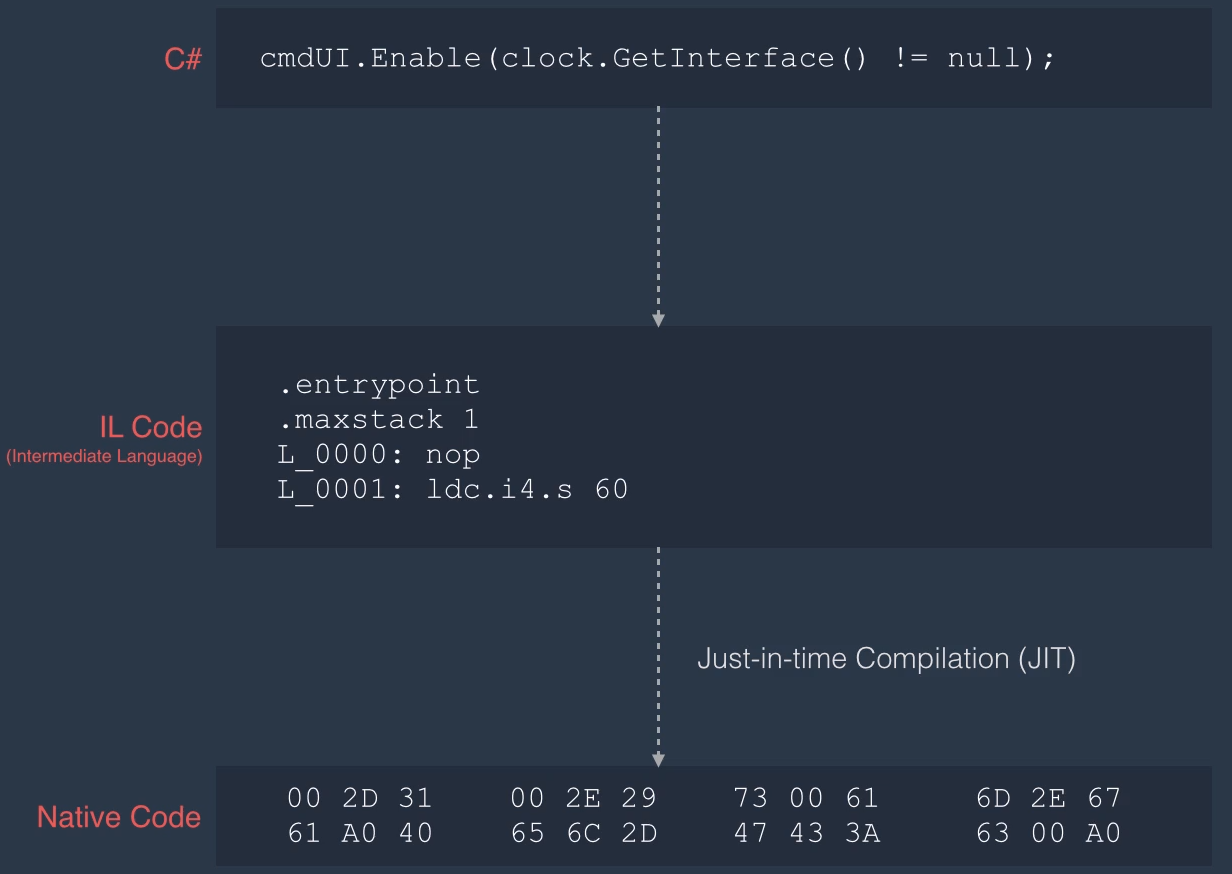 C#
cmdUI.Enable(clock.GetInterface() != null);
IL Code
(Intermediate Language)
.entrypoint
.maxstack 1
L_0000: nop
L_0001: ldc.i4.s 60
Just-in-time Compilation (JIT)
Native Code
00 2D 31 00 2E 29 73 00 61 6D 2E 67
61 A0 40 65 6C 2D 47 43 3A 63 00 A0